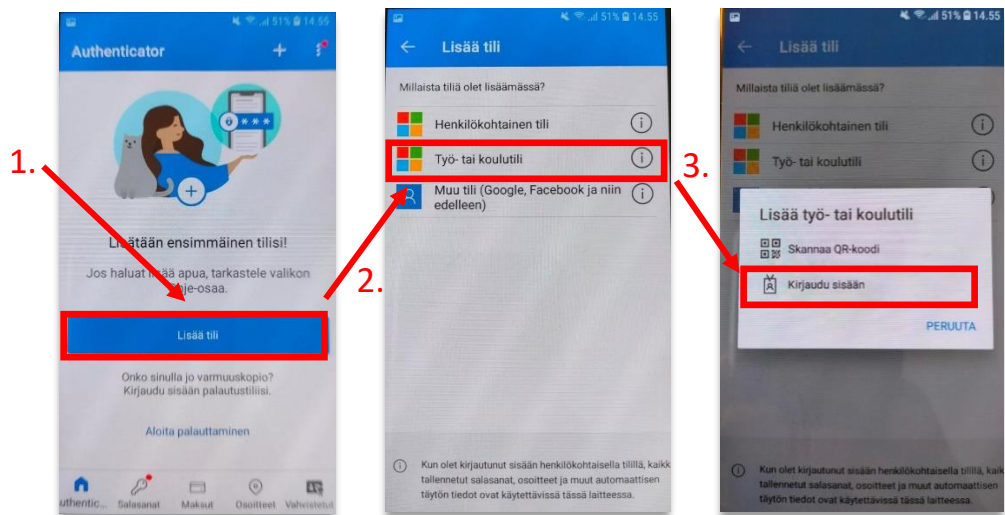 51% 14.55
Authenticator
1.
* * *
Lisätään ensimmäinen tilisi!
Jos haluat lisää apua, tarkastele valikon
ohje-osaa.
Lisää tili
Onko sinulla jo varmuuskopio?
Kirjaudu sisään palautustiliisi.
Aloita palauttaminen
uthentic... Salasanat Maksut Osoitteet Vahvistetut
2.
51% 14.55
Lisää tili
Millaista tiliä olet lisäämässä?
Henkilökohtainen tili
Työ- tai koulutili
Muu tili (Google, Facebook ja niin
edelleen)
Kun olet kirjautunut sisään henkilökohtaisella tilillä, kaikk
tallennetut salasanat, osoitteet ja muut automaattisen
täytön tiedot ovat käytettävissä tässä laitteessa.
3.
51% 14.55
Lisää tili
Millaista tiliä olet lisäämässä?
Henkilökohtainen tili
Työ- tai koulutili
Lisää työ- tai koulutili
Skannaa QR-koodi
Kirjaudu sisään
PERUUTA
Kun olet kirjautunut sisään henkilökohtaisella tilillä, kaikk
tallennetut salasanat, osoitteet ja muut automaattisen
täytön tiedot ovat käytettävissä tässä laitteessa.